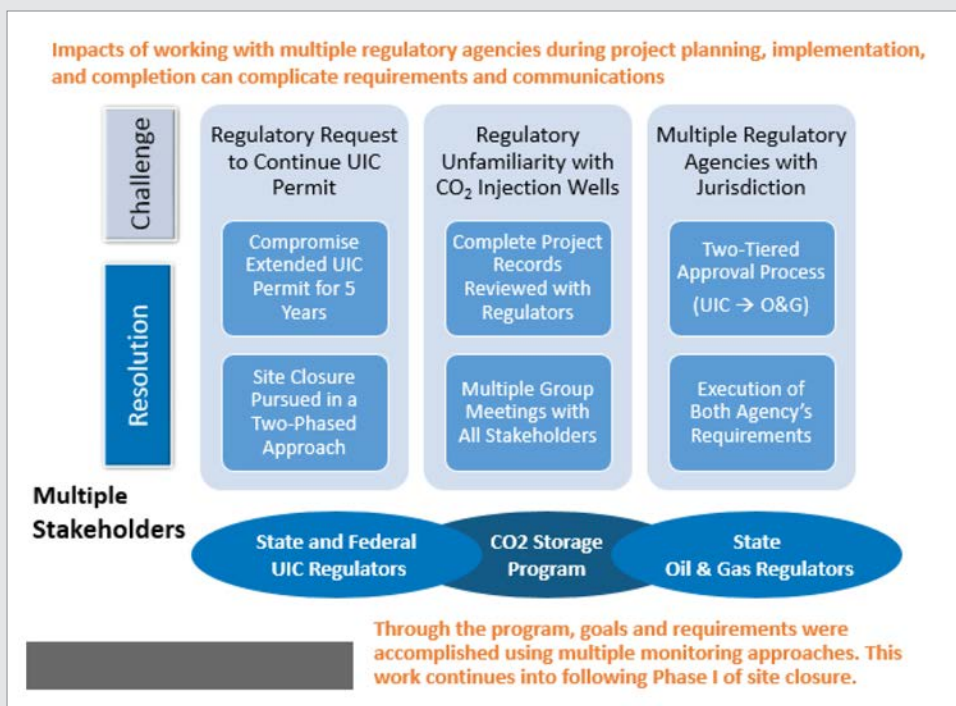 Impacts of working with multiple regulatory agencies during project planning, implementation,
and completion can complicate requirements and communications
Challenge
Regulatory Request
to Continue UIC
Permit
Regulatory
Unfamiliarity with
CO₂ Injection Wells
Multiple Regulatory
Agencies with
Jurisdiction
Resolution
Compromise
Extended UIC
Permit for 5
Years
Complete Project
Records
Reviewed with
Regulators
Two-Tiered
Approval Process
(UIC → O&G)
Site Closure
Pursued in a
Two-Phased
Approach
Multiple Group
Meetings with
All Stakeholders
Execution of
Both Agency's
Requirements
Multiple
Stakeholders
State and Federal
UIC Regulators
CO2 Storage
Program
State
Oil & Gas Regulators
Through the program, goals and requirements were
accomplished using multiple monitoring approaches. This
work continues into following Phase I of site closure.